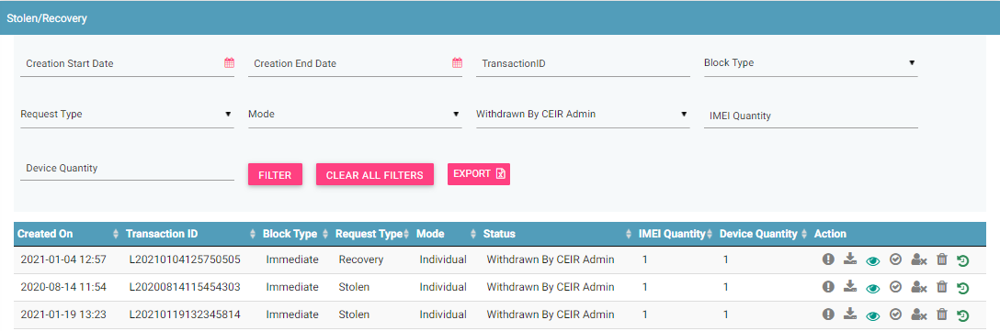 Stolen/Recovery
Creation Start Date Creation End Date TransactionID Block Type
Request Type Mode Withdrawn By CEIR Admin IMEI Quantity
Device Quantity FILTER CLEAR ALL FILTERS EXPORT
Created On Transaction ID Block Type Request Type Mode Status IMEI Quantity Device Quantity Action
2021-01-04 12:57 L20210104125750505 Immediate Recovery Individual Withdrawn By CEIR Admin 1 1
2020-08-14 11:54 L20200814115454303 Immediate Stolen Individual Withdrawn By CEIR Admin 1 1
2021-01-19 13:23 L20210119132345814 Immediate Stolen Individual Withdrawn By CEIR Admin 1 1